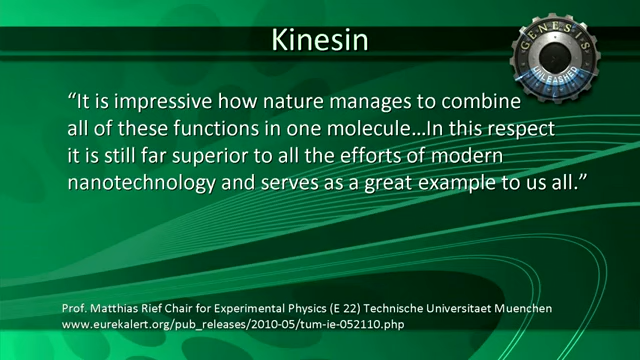 Kinesin
GENESIS
UNLEASHED
“It is impressive how nature manages to combine
all of these functions in one molecule…In this respect
it is still far superior to all the efforts of modern
nanotechnology and serves as a great example to us all.”
Prof. Matthias Rief Chair for Experimental Physics (E 22) Technische Universitaet Muenchen
www.eurekalert.org/pub_releases/2010-05/tum-ie-052110.php